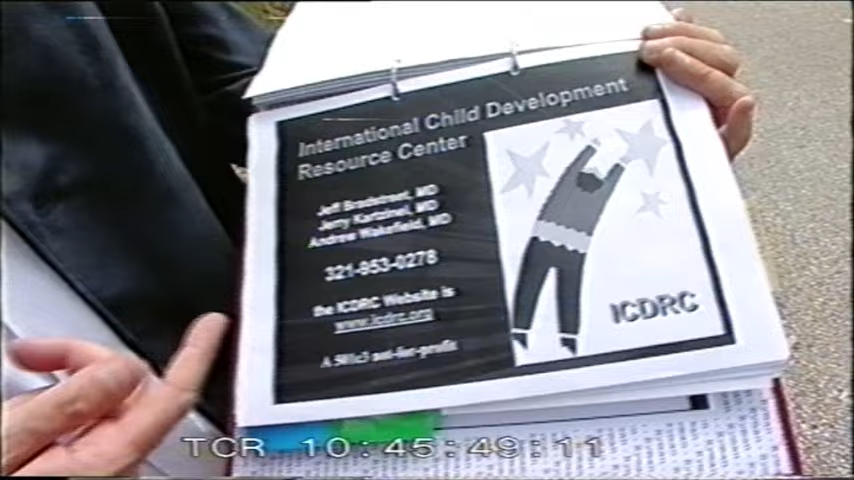 International Child Development
Resource Center
Jeff Bradstreet, MD
Jerry Kartzinel, MD
Andrew Wakefield, MD
321-953-0278
the ICDRC Website is
www.icdrc.org
A 501c3 not-for-profit
ICDRC
TCR 10:45:49:11